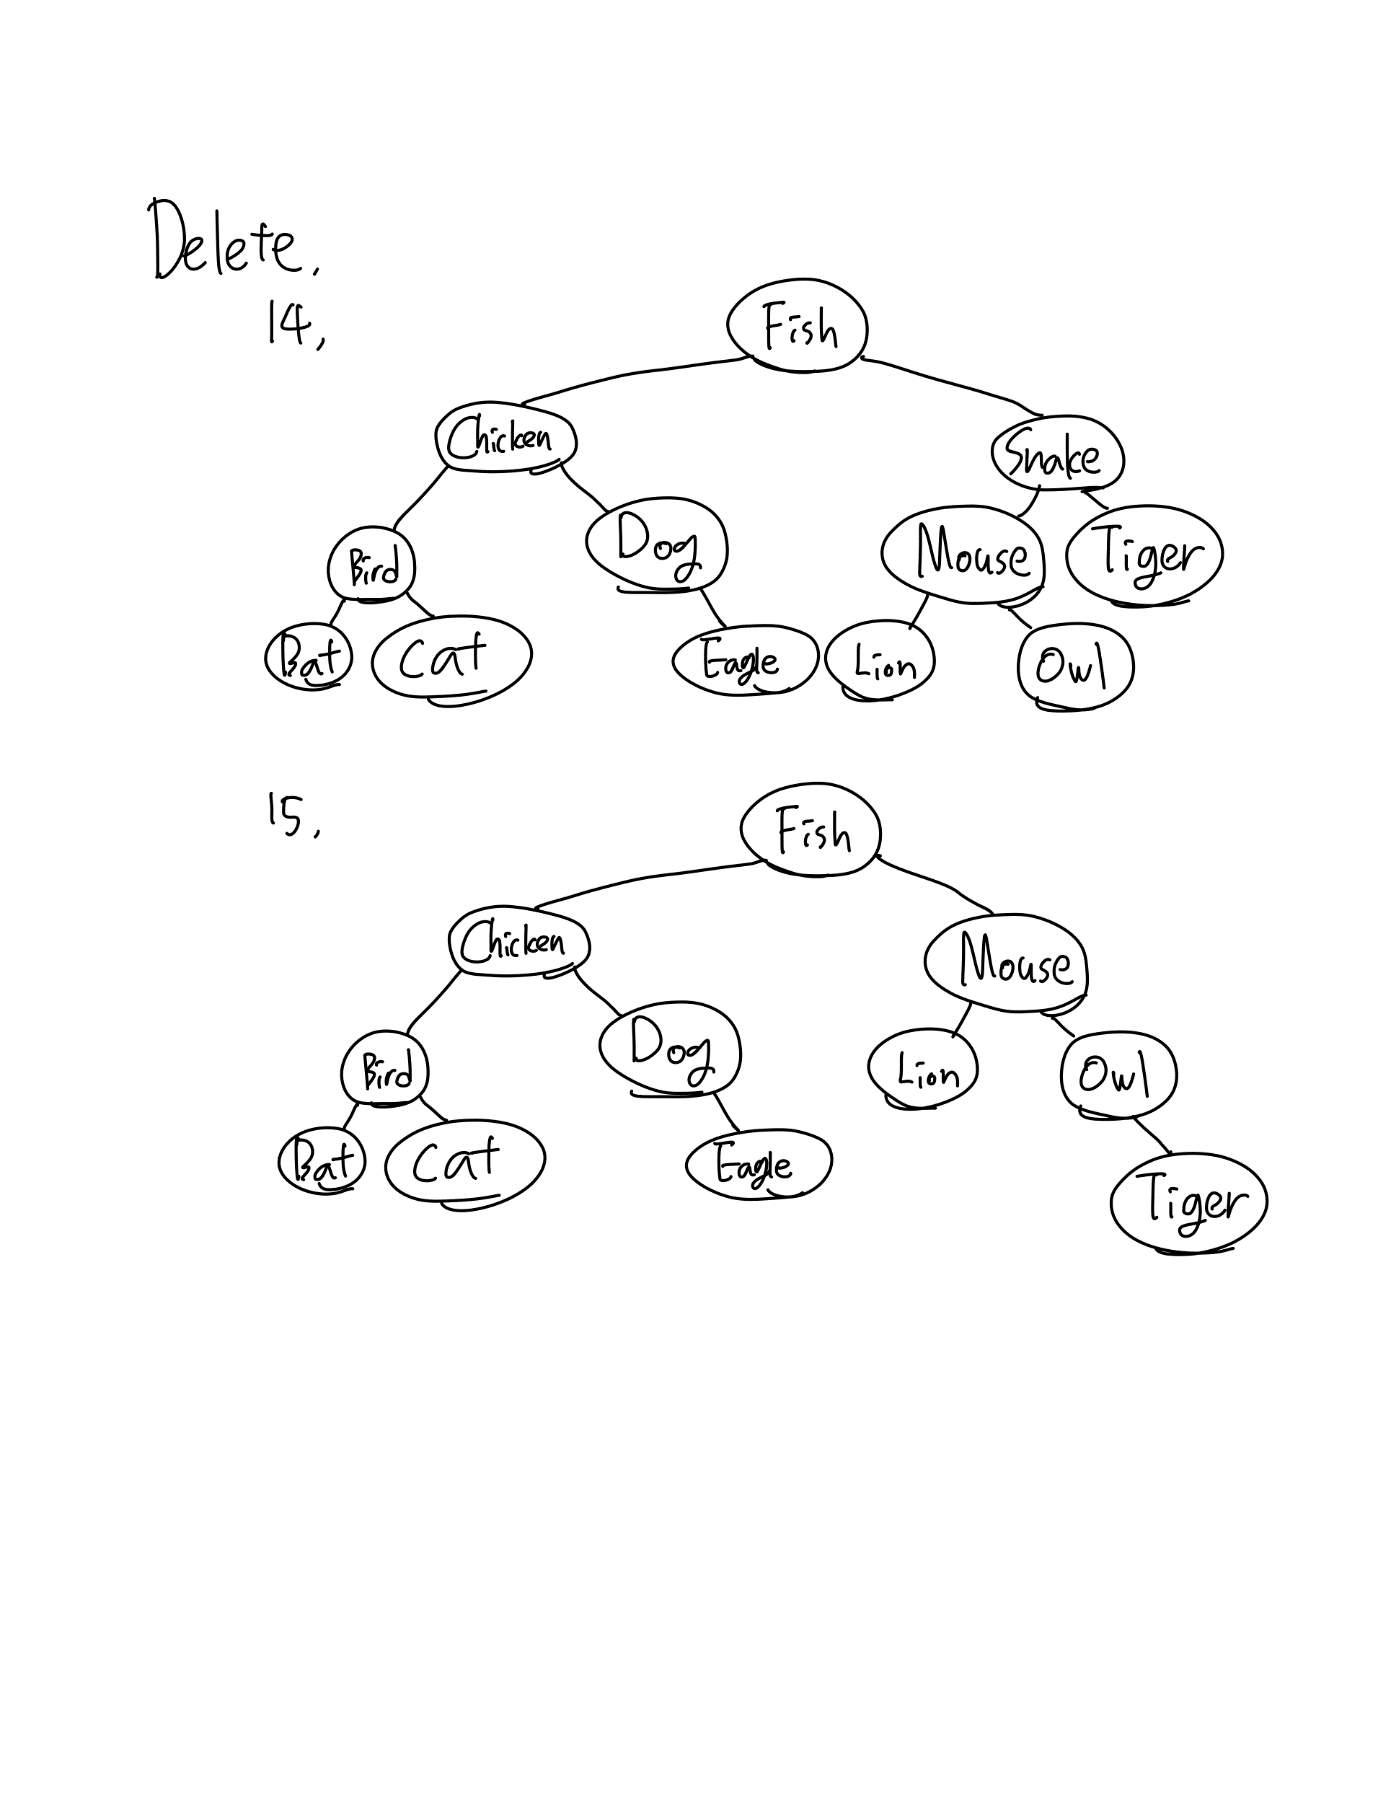 Delete,
14,
Fish
Chicken
Snake
Bird
Dog
Mouse
Tiger
Bat
Cat
Eagle
Lion
Owl
15,
Fish
Chicken
Mouse
Bird
Dog
Lion
Owl
Bat
Cat
Eagle
Tiger